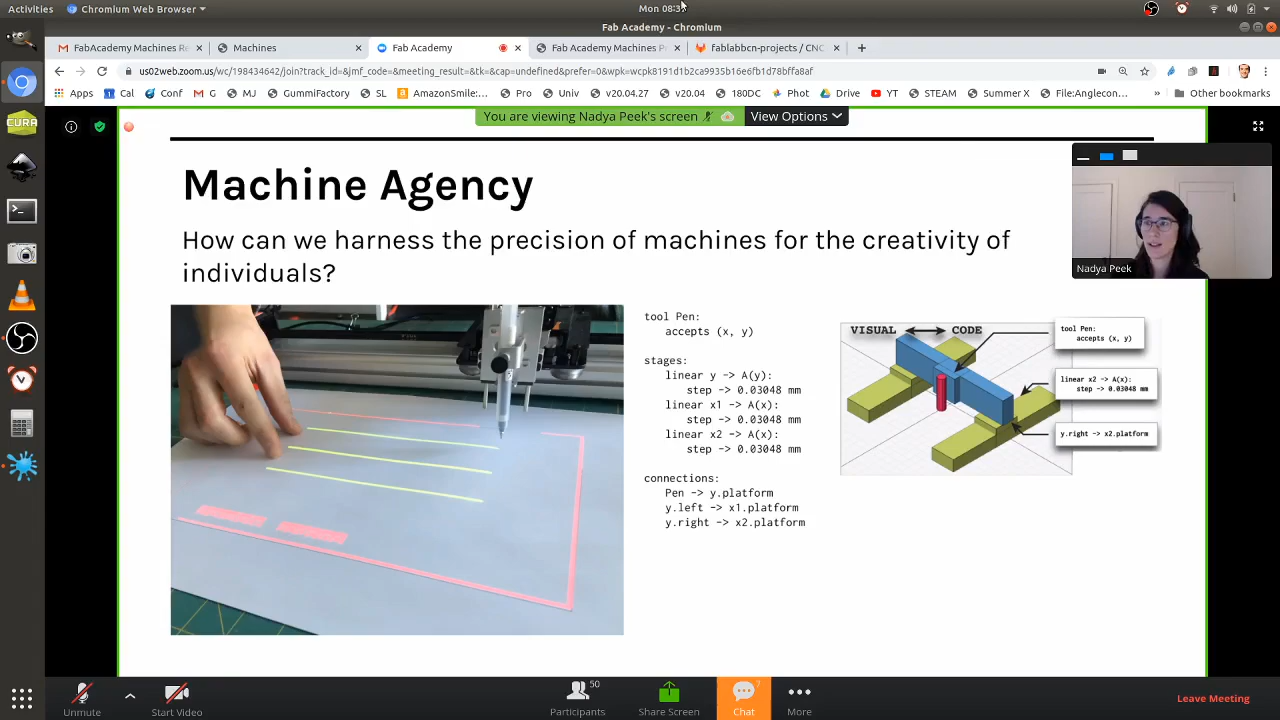 Activities
Chromium Web Browser
Mon 08:3
Fab Academy - Chromium
FabAcademy Machines Re
Machines
Fab Academy
Fab Academy Machines P
fablabbcn-projects / CNC
us02web.zoom.us/wc/198434642/join?track_id=&jmf_code=&meeting_result=&tk=&cap=undefined&prefer=0&wpk=wcpk8191d1b2ca9935b16e6fb1d78bffa8af
Apps
Cal
Conf
G
MJ
GummiFactory
SL
AmazonSmile:...
Pro
Univ
v20.04.27
v20.04
180DC
Phot
Drive
YT
STEAM
Summer X
File:Anglecon...
»
Other bookmarks
You are viewing Nadya Peek's screen
View Options
Machine Agency
How can we harness the precision of machines for the creativity of
individuals?
Nadya Peek
tool Pen:
accepts (x, y)
stages:
linear y -> A(y):
step -> 0.03048 mm
linear x1 -> A(x):
step -> 0.03048 mm
linear x2 -> A(x):
step -> 0.03048 mm
connections:
Pen -> y.platform
y.left -> x1.platform
y.right -> x2.platform
VISUAL CODE
tool Pen:
accepts (x, y)
linear x2 -> A(x):
step -> 0.03048 mm
y.right -> x2.platform
CURA
Unmute
Start Video
50
Participants
Share Screen
7
Chat
More
Leave Meeting